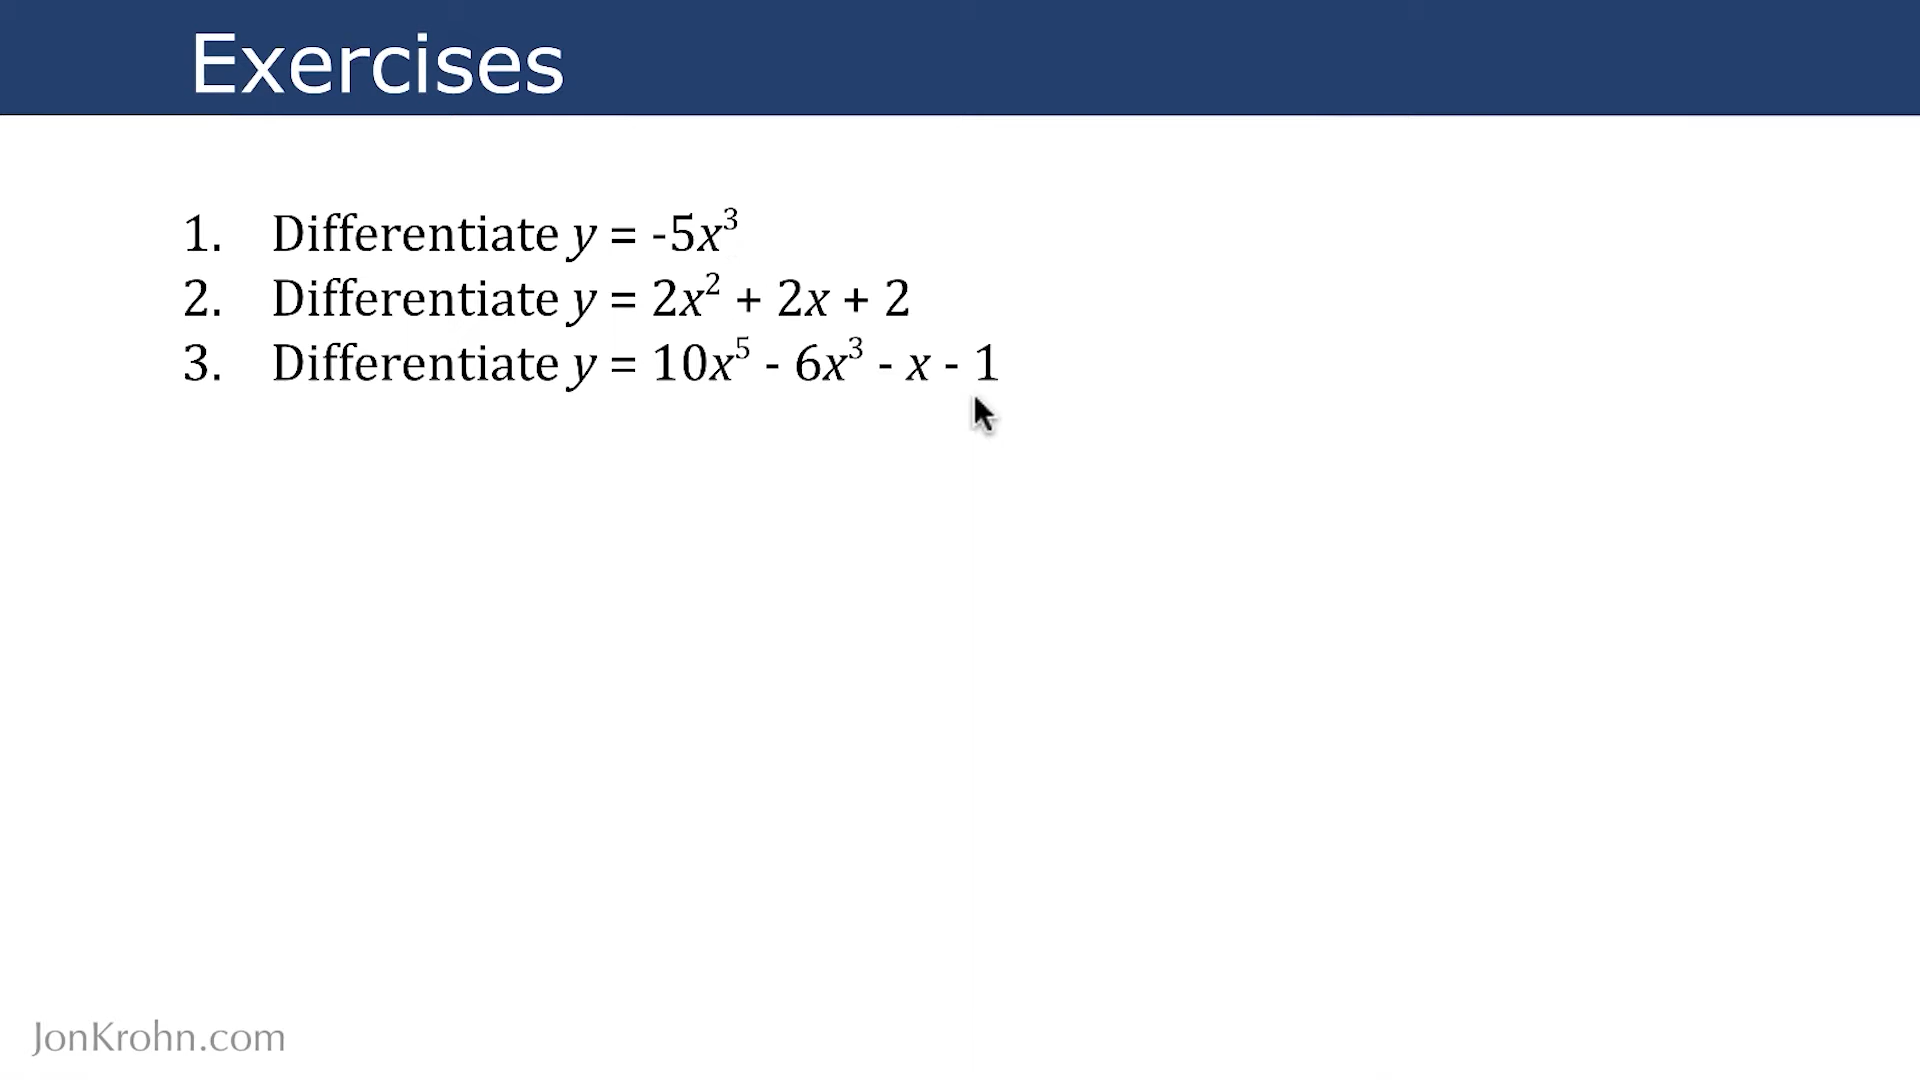 Exercises
1. Differentiate y = -5x³
2. Differentiate y = 2x² + 2x + 2
3. Differentiate y = 10x⁵ - 6x³ - x - 1
JonKrohn.com